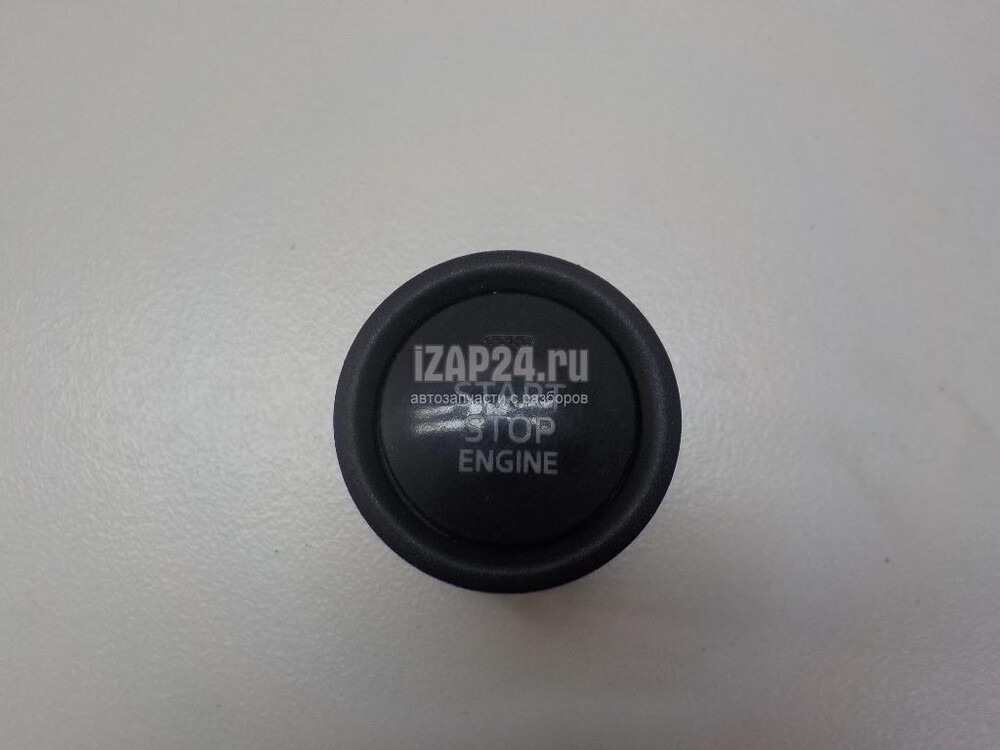 iZAP24.ru
START
автозапчасти с разборов
STOP
ENGINE